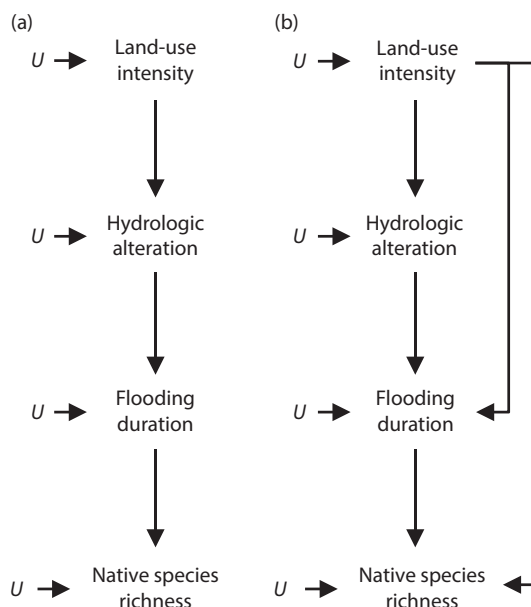 (a)
U
Land-use
intensity
U
Hydrologic
alteration
U
Flooding
duration
U
Native species
richness
(b)
U
Land-use
intensity
U
Hydrologic
alteration
U
Flooding
duration
U
Native species
richness